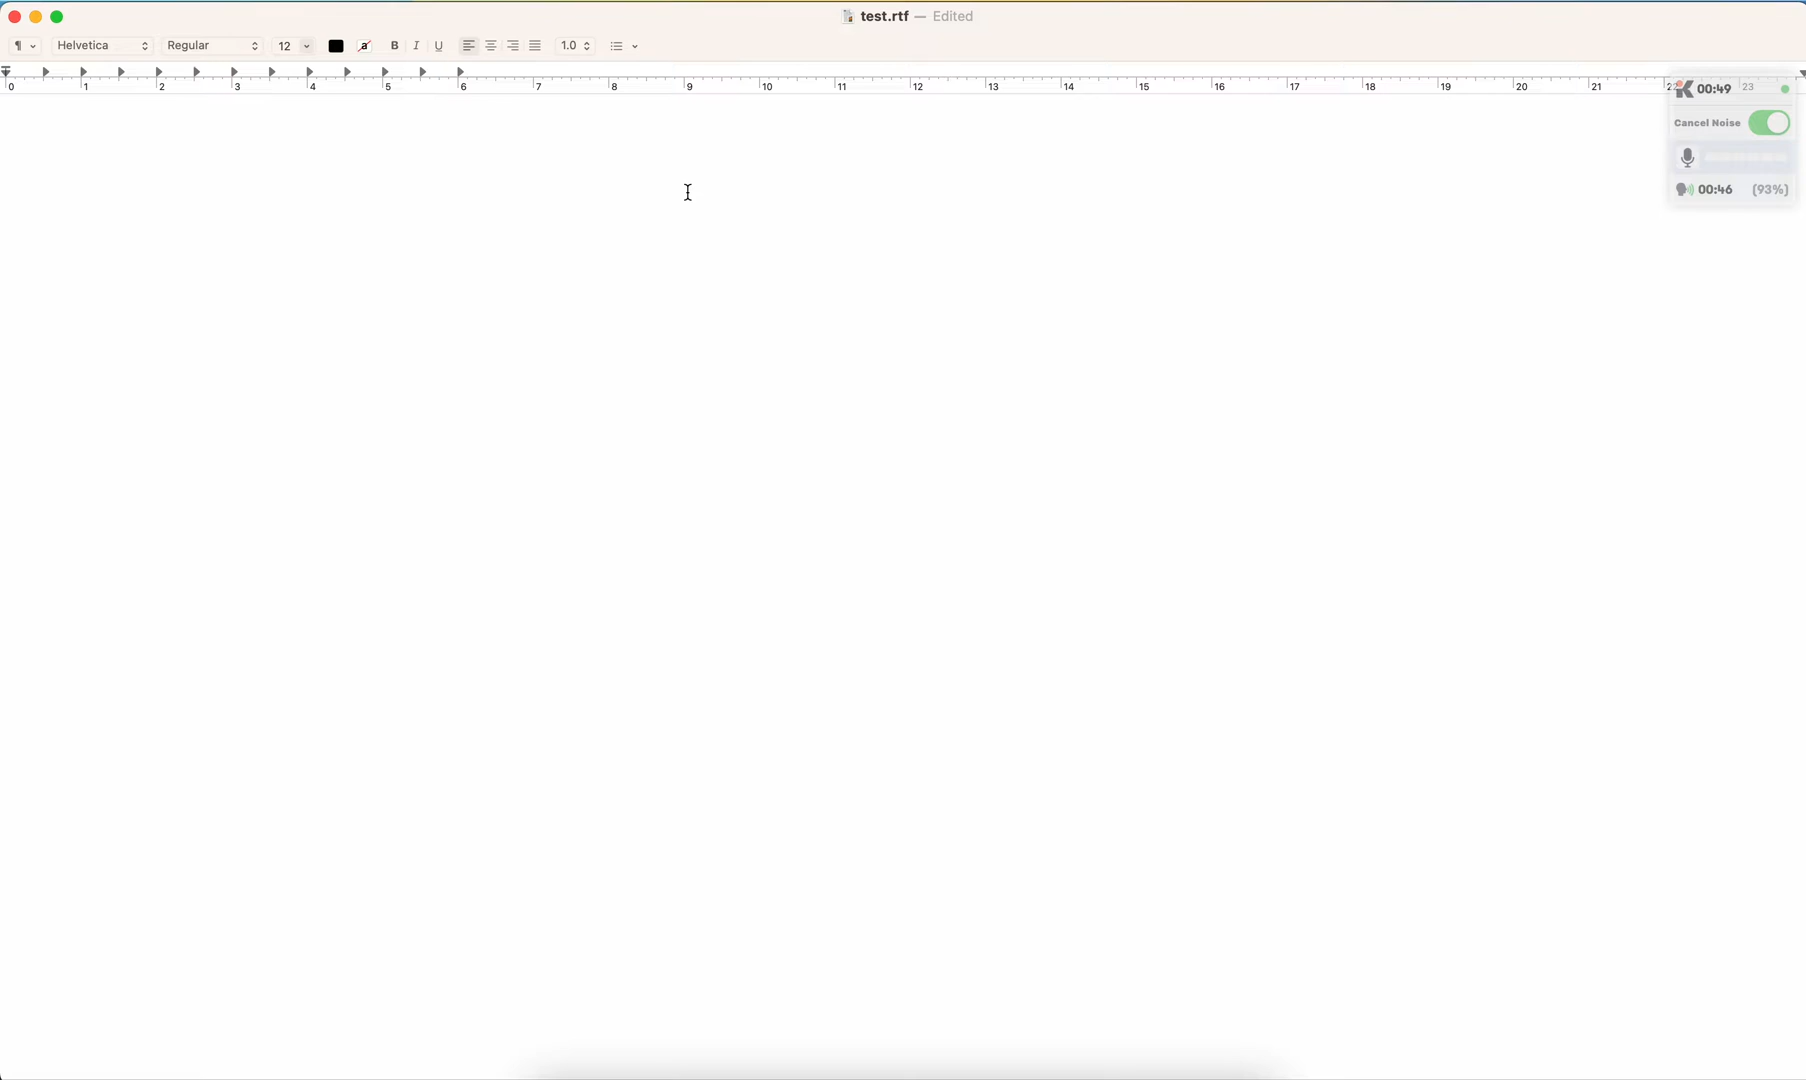 test.rtf — Edited
¶ Helvetica Regular 12 a B I U 1.0
0 1 2 3 4 5 6 7 8 9 10 11 12 13 14 15 16 17 18 19 20 21 22 23
K 00:49
Cancel Noise
00:46 (93%)